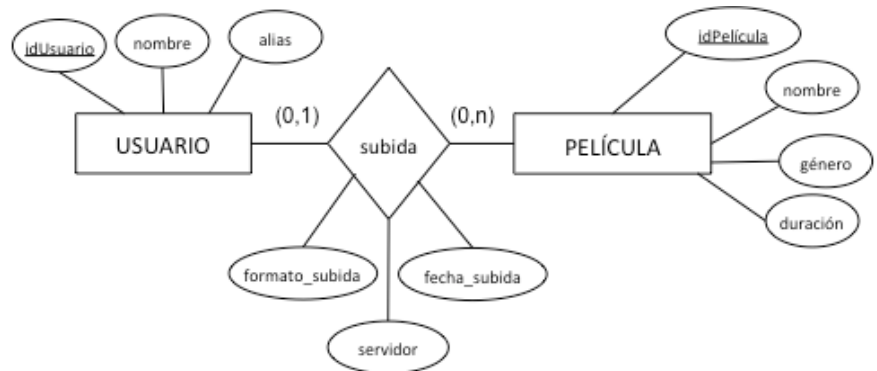 idUsuario
nombre
alias
idPelícula
nombre
(0,1)
(0,n)
USUARIO
subida
PELÍCULA
género
duración
formato_subida
fecha_subida
servidor